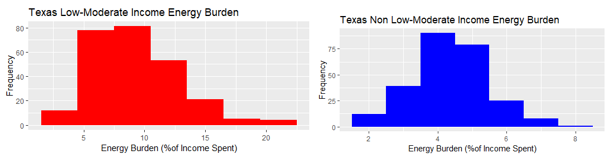 Texas Low-Moderate Income Energy Burden
80
60
40
20
0
Frequency
5
10
15
20
Energy Burden (%of Income Spent)
Texas Non Low-Moderate Income Energy Burden
75
50
25
0
Frequency
2
4
6
8
Energy Burden (%of Income Spent)